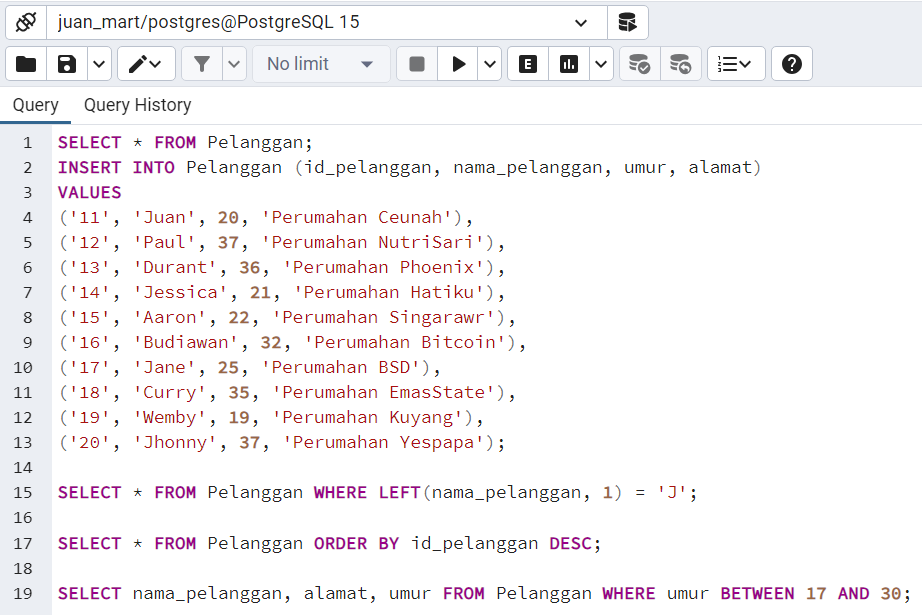 juan_mart/postgres@PostgreSQL 15
No limit
E
Query Query History
1 SELECT * FROM Pelanggan;
2 INSERT INTO Pelanggan (id_pelanggan, nama_pelanggan, umur, alamat)
3 VALUES
4 ('11', 'Juan', 20, 'Perumahan Ceunah'),
5 ('12', 'Paul', 37, 'Perumahan NutriSari'),
6 ('13', 'Durant', 36, 'Perumahan Phoenix'),
7 ('14', 'Jessica', 21, 'Perumahan Hatiku'),
8 ('15', 'Aaron', 22, 'Perumahan Singarawr'),
9 ('16', 'Budiawan', 32, 'Perumahan Bitcoin'),
10 ('17', 'Jane', 25, 'Perumahan BSD'),
11 ('18', 'Curry', 35, 'Perumahan EmasState'),
12 ('19', 'Wemby', 19, 'Perumahan Kuyang'),
13 ('20', 'Jhonny', 37, 'Perumahan Yespapa');
14
15 SELECT * FROM Pelanggan WHERE LEFT(nama_pelanggan, 1) = 'J';
16
17 SELECT * FROM Pelanggan ORDER BY id_pelanggan DESC;
18
19 SELECT nama_pelanggan, alamat, umur FROM Pelanggan WHERE umur BETWEEN 17 AND 30;